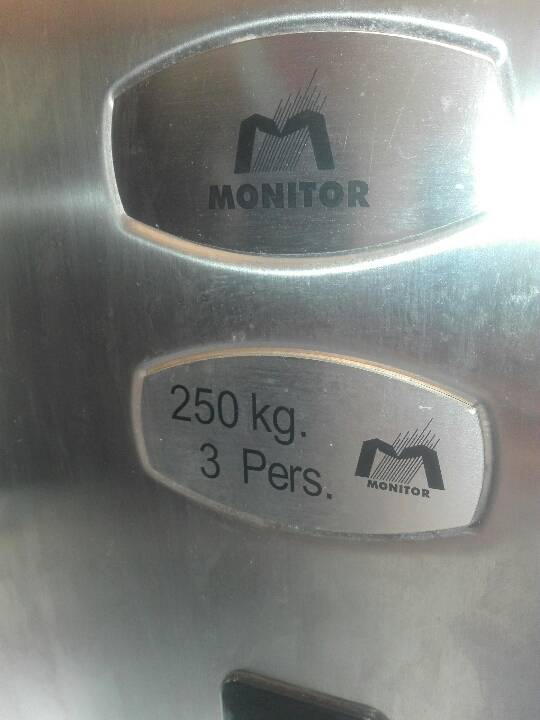 MONITOR
250 kg.
3 Pers.
MONITOR